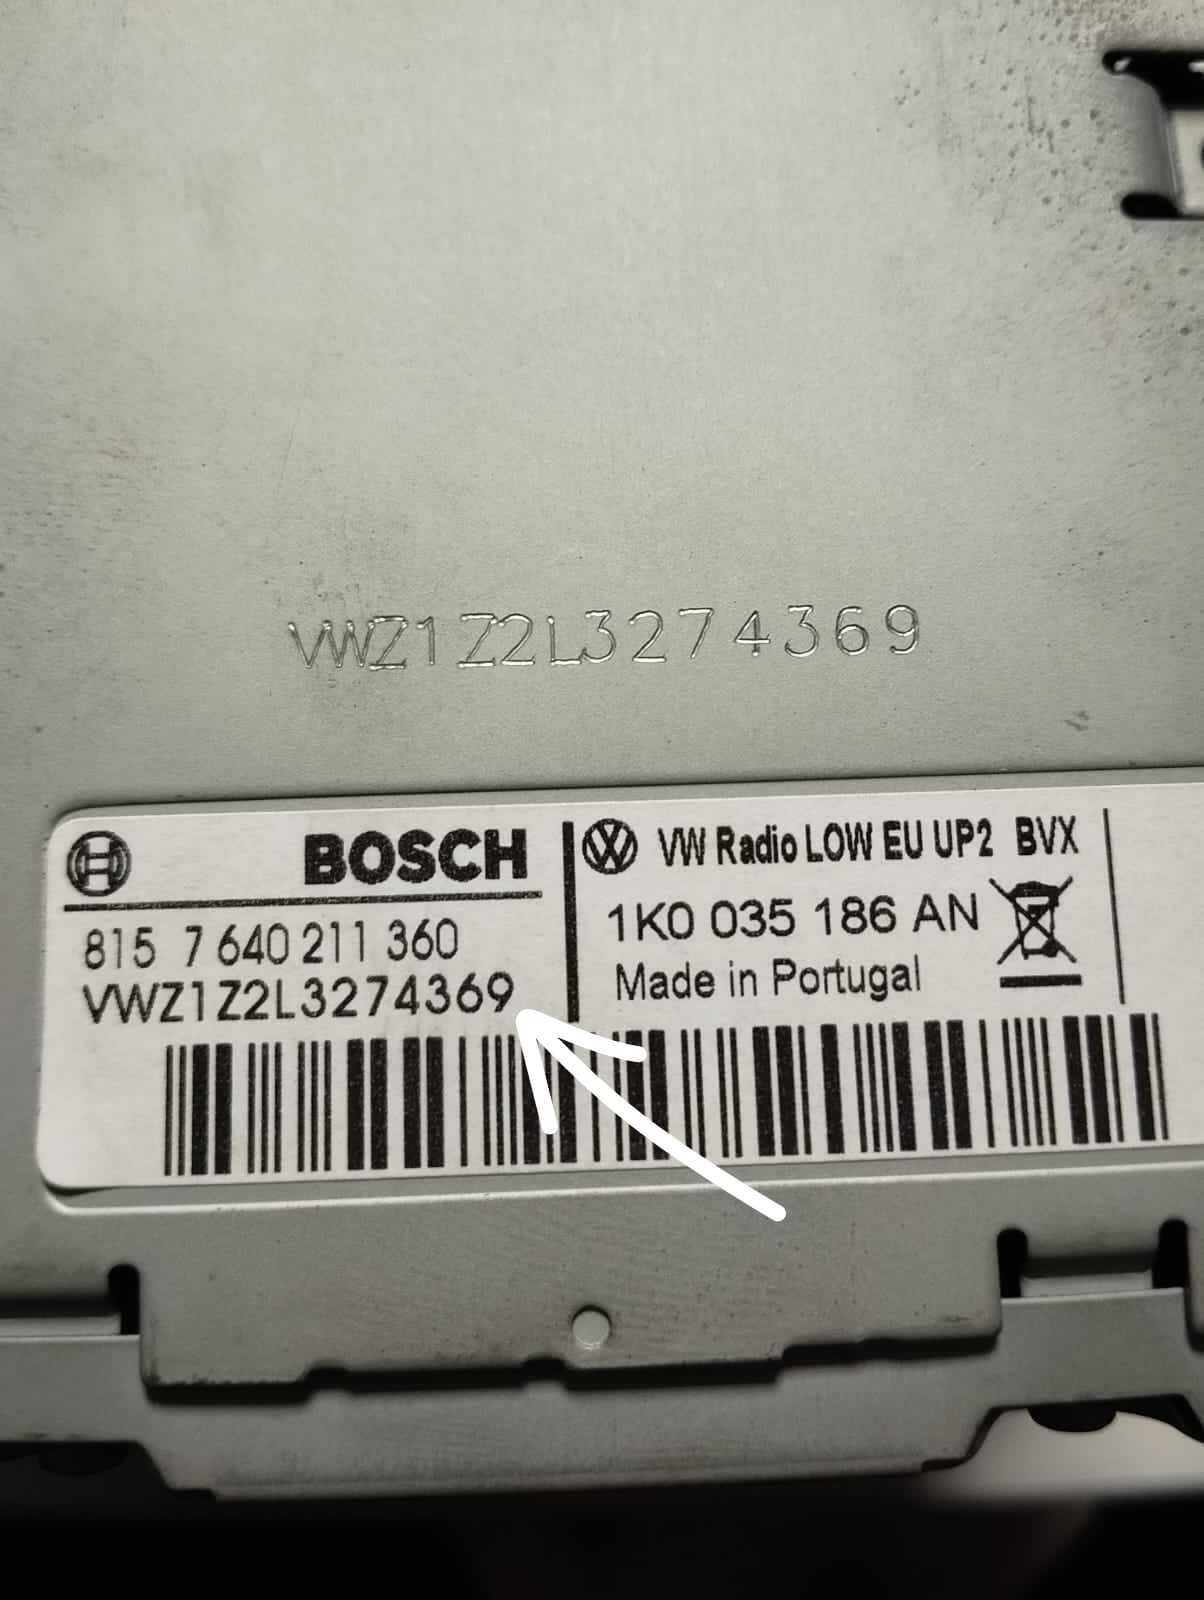 VWZ1Z2L3274369
BOSCH
815 7 640 211 360
VWZ1Z2L3274369
VW Radio LOW EU UP2 BVX
1K0 035 186 AN
Made in Portugal